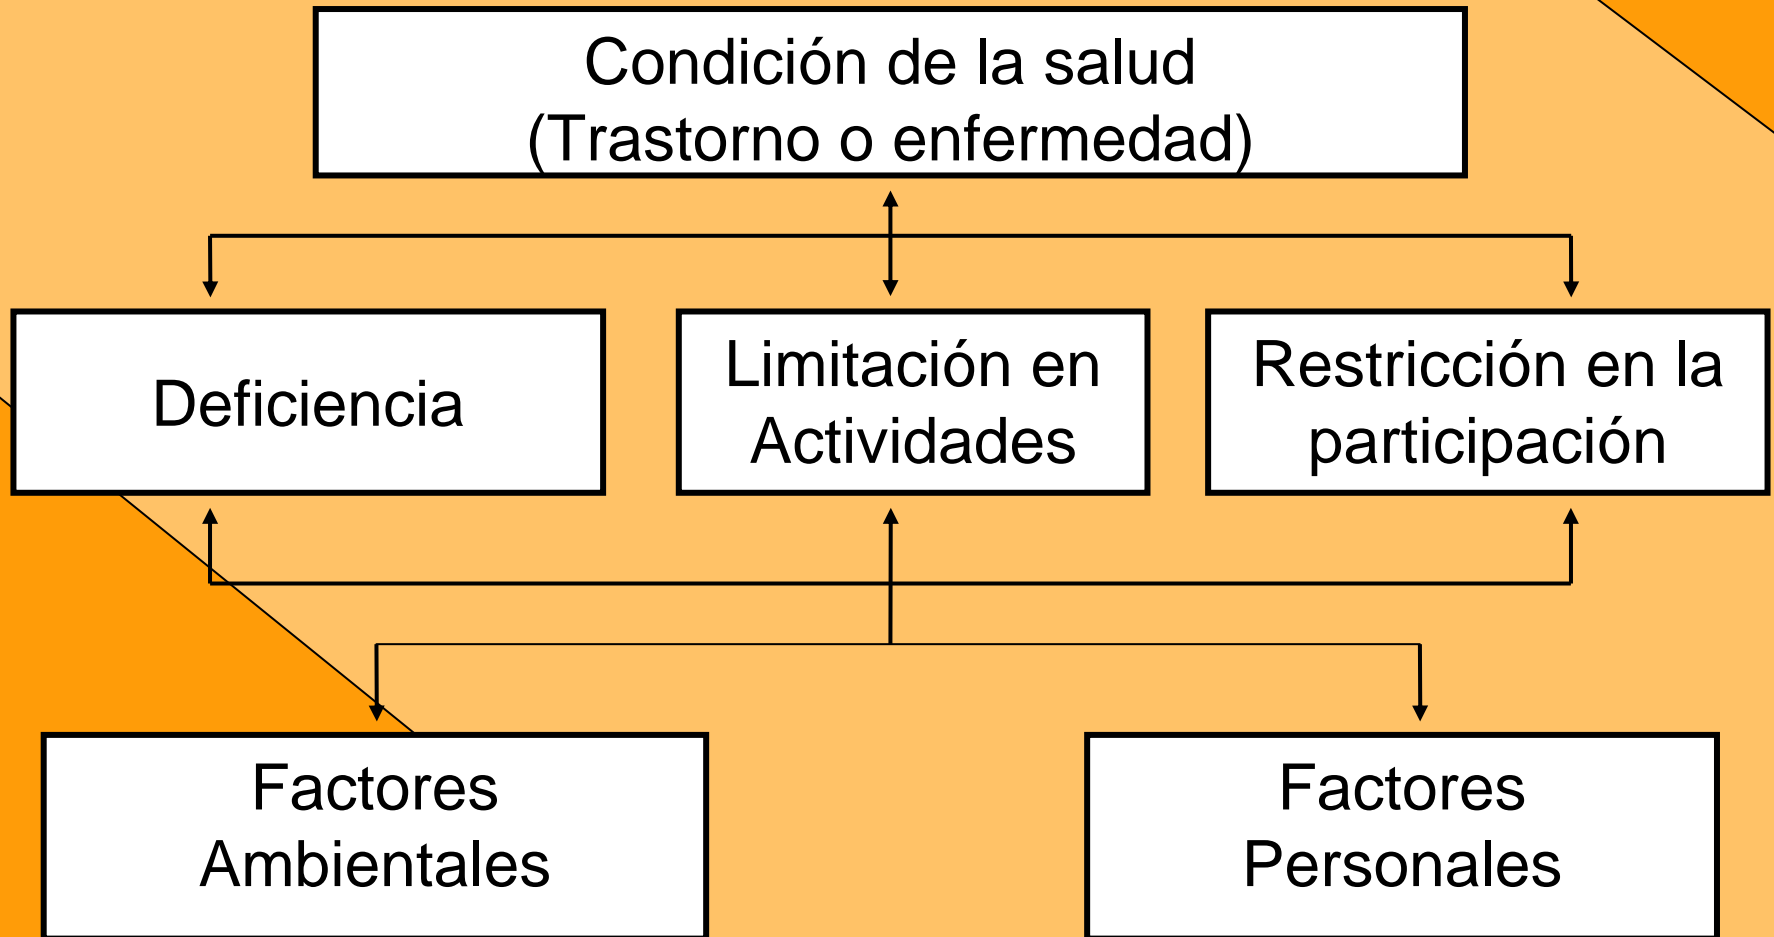 Condición de la salud
(Trastorno o enfermedad)
Deficiencia
Limitación en
Actividades
Restricción en la
participación
Factores
Ambientales
Factores
Personales